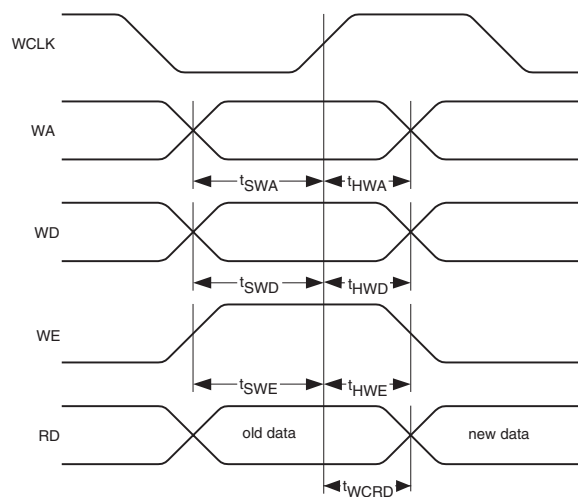 WCLK
WA
tSWA tHWA
WD
tSWD tHWD
WE
tSWE tHWE
RD old data new data
tWCRD